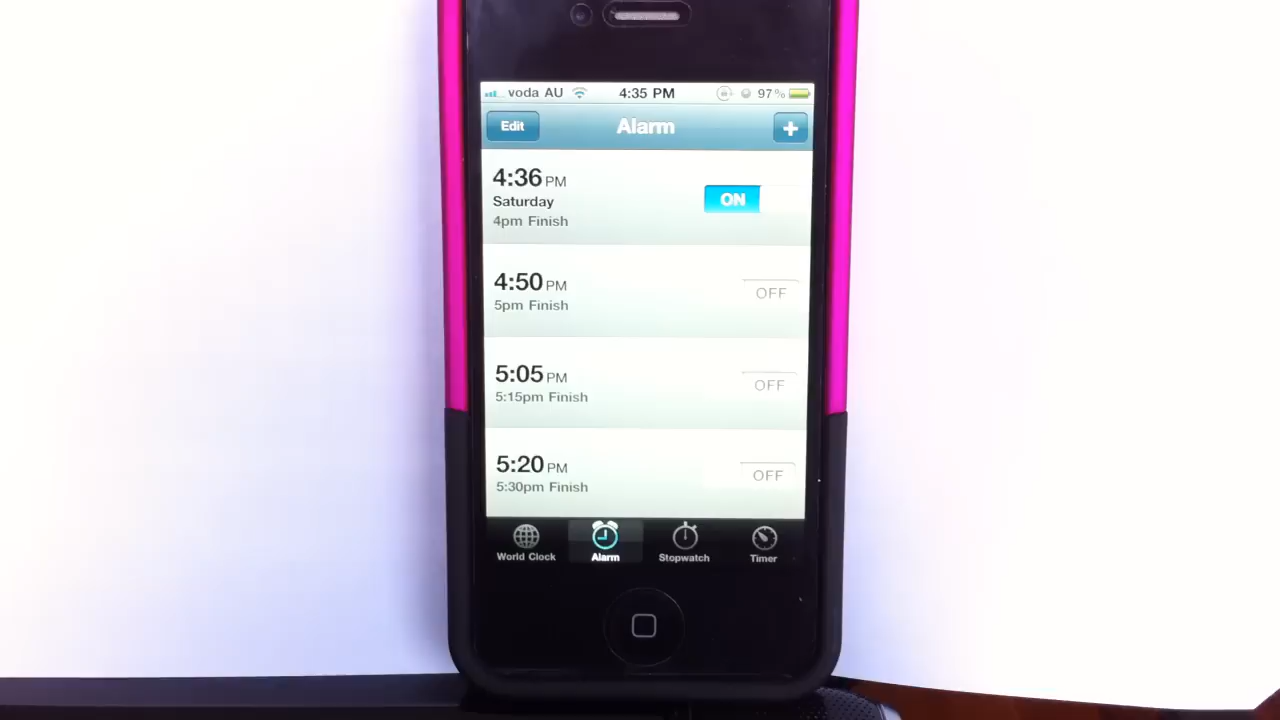 voda AU 4:35 PM 97%
Edit Alarm +
4:36 PM
Saturday
4pm Finish
ON
4:50 PM
5pm Finish
OFF
5:05 PM
5:15pm Finish
OFF
5:20 PM
5:30pm Finish
OFF
World Clock Alarm Stopwatch Timer